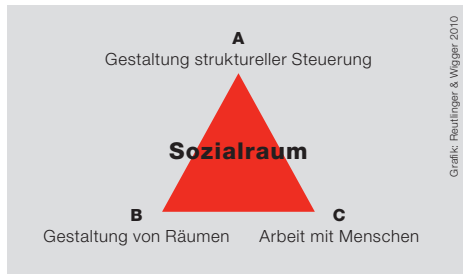 A
Gestaltung struktureller Steuerung
Sozialraum
B
Gestaltung von Räumen
C
Arbeit mit Menschen
Grafik: Reutlinger & Wigger 2010